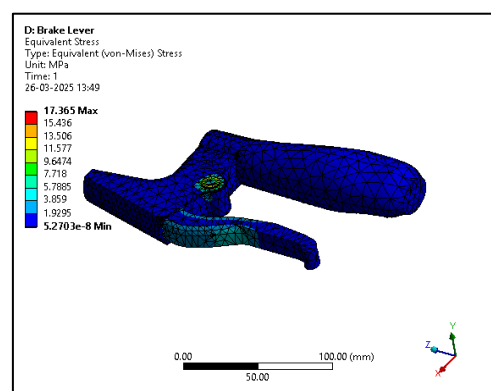 D: Brake Lever
Equivalent Stress
Type: Equivalent (von-Mises) Stress
Unit: MPa
Time: 1
26-03-2025 13:49
17.365 Max
15.436
13.506
11.577
9.6474
7.718
5.7885
3.859
1.9295
5.2703e-8 Min
0.00
100.00 (mm)
50.00
Y
Z
X